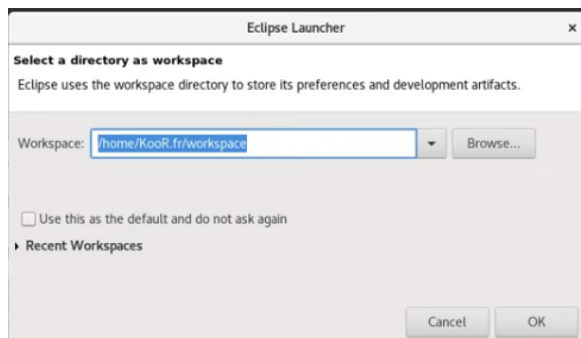 Eclipse Launcher
Select a directory as workspace
Eclipse uses the workspace directory to store its preferences and development artifacts.
Workspace: /home/KooR.fr/workspace Browse...
Use this as the default and do not ask again
Recent Workspaces
Cancel OK